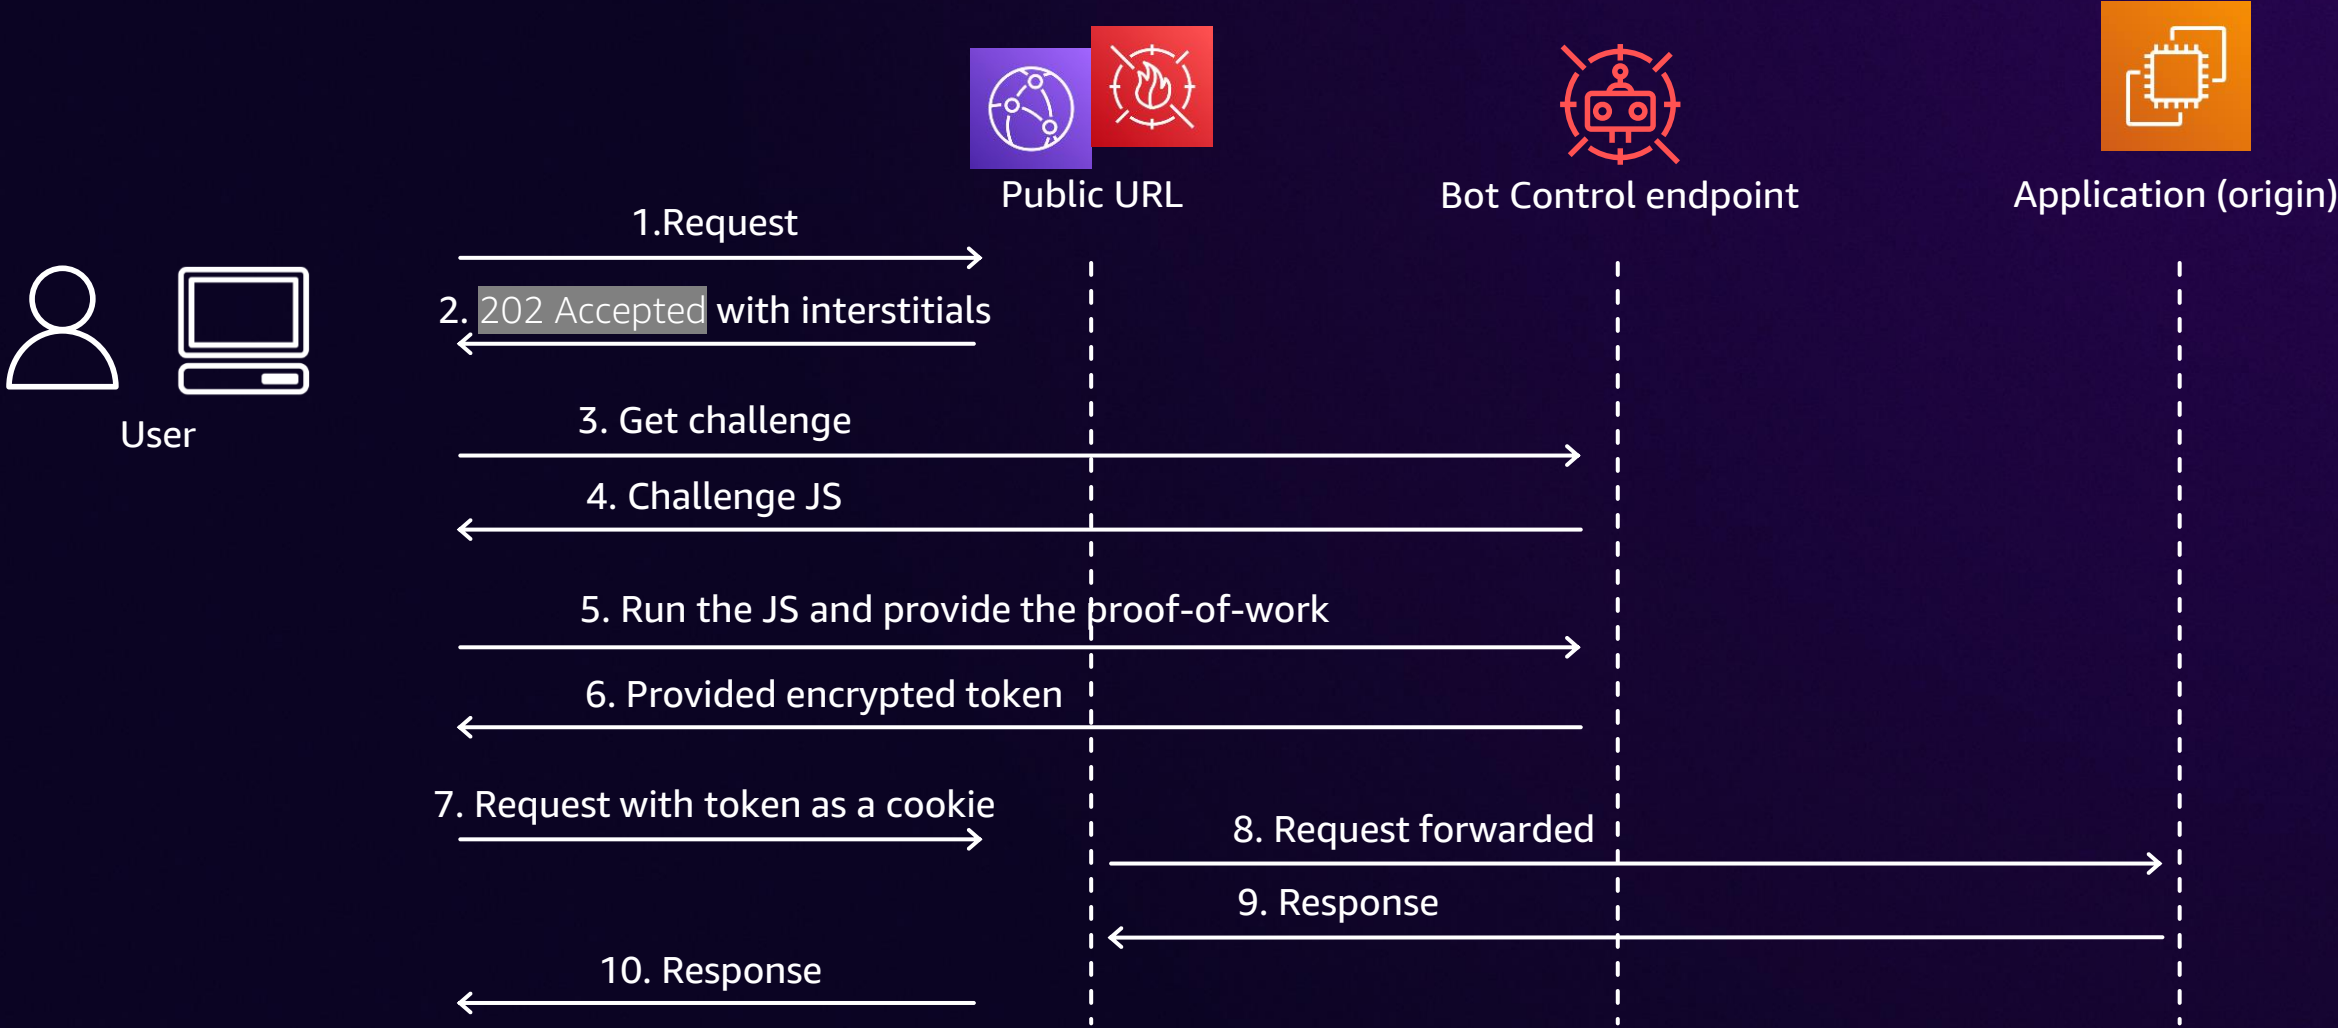 Public URL
Bot Control endpoint
Application (origin)
User
1.Request
2. 202 Accepted with interstitials
3. Get challenge
4. Challenge JS
5. Run the JS and provide the proof-of-work
6. Provided encrypted token
7. Request with token as a cookie
8. Request forwarded
9. Response
10. Response